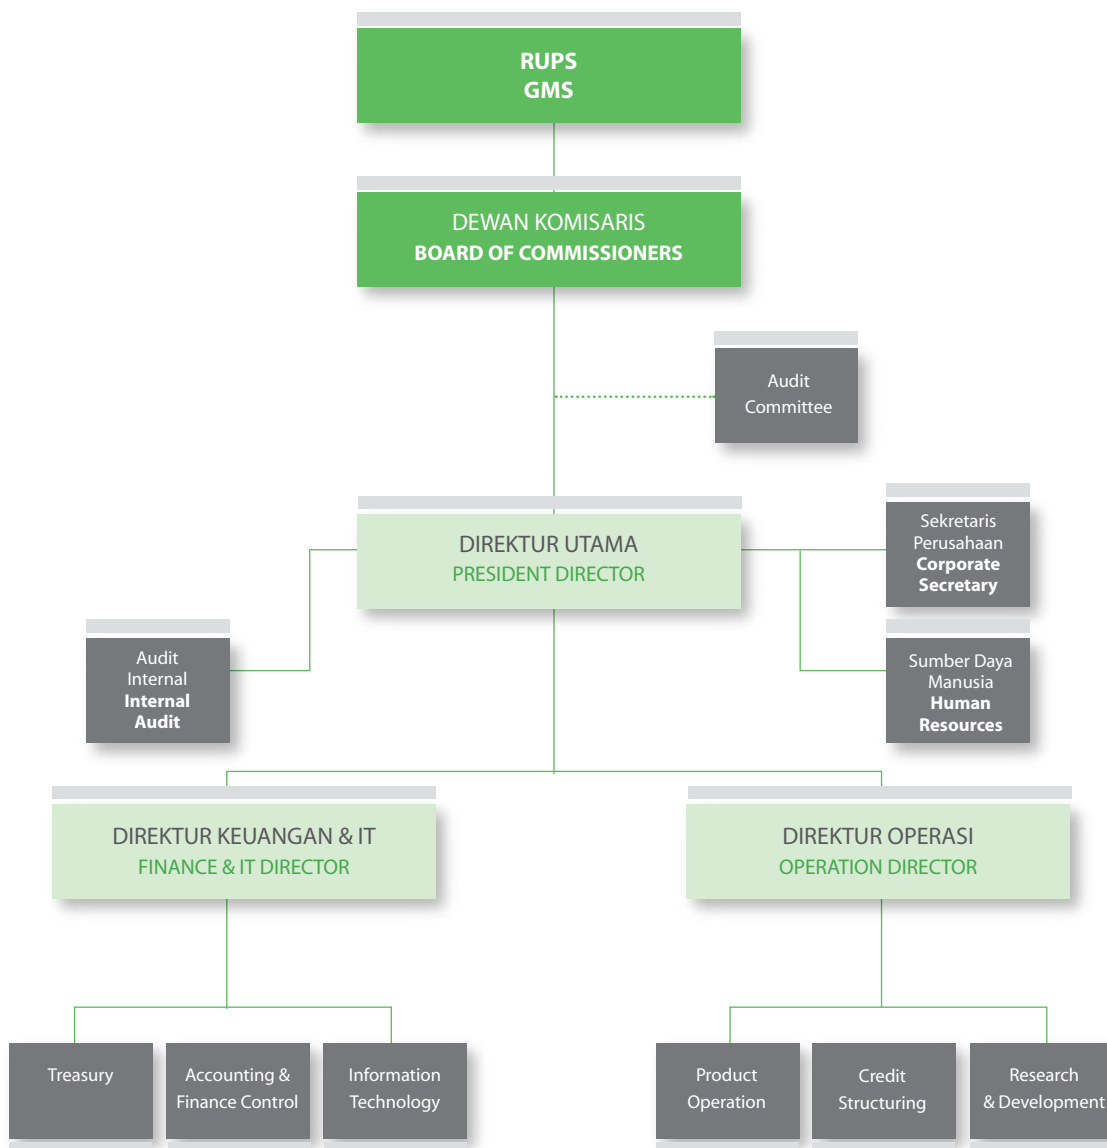 RUPS
GMS
DEWAN KOMISARIS
BOARD OF COMMISSIONERS
Audit
Committee
DIREKTUR UTAMA
PRESIDENT DIRECTOR
Sekretaris
Perusahaan
Corporate
Secretary
Audit
Internal
Internal
Audit
Sumber Daya
Manusia
Human
Resources
DIREKTUR KEUANGAN & IT
FINANCE & IT DIRECTOR
DIREKTUR OPERASI
OPERATION DIRECTOR
Treasury
Accounting &
Finance Control
Information
Technology
Product
Operation
Credit
Structuring
Research
& Development